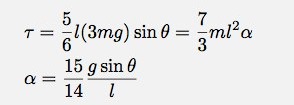 τ = 5/6 l(3mg) sin θ = 7/3 ml²α
α = 15/14 g sin θ/l